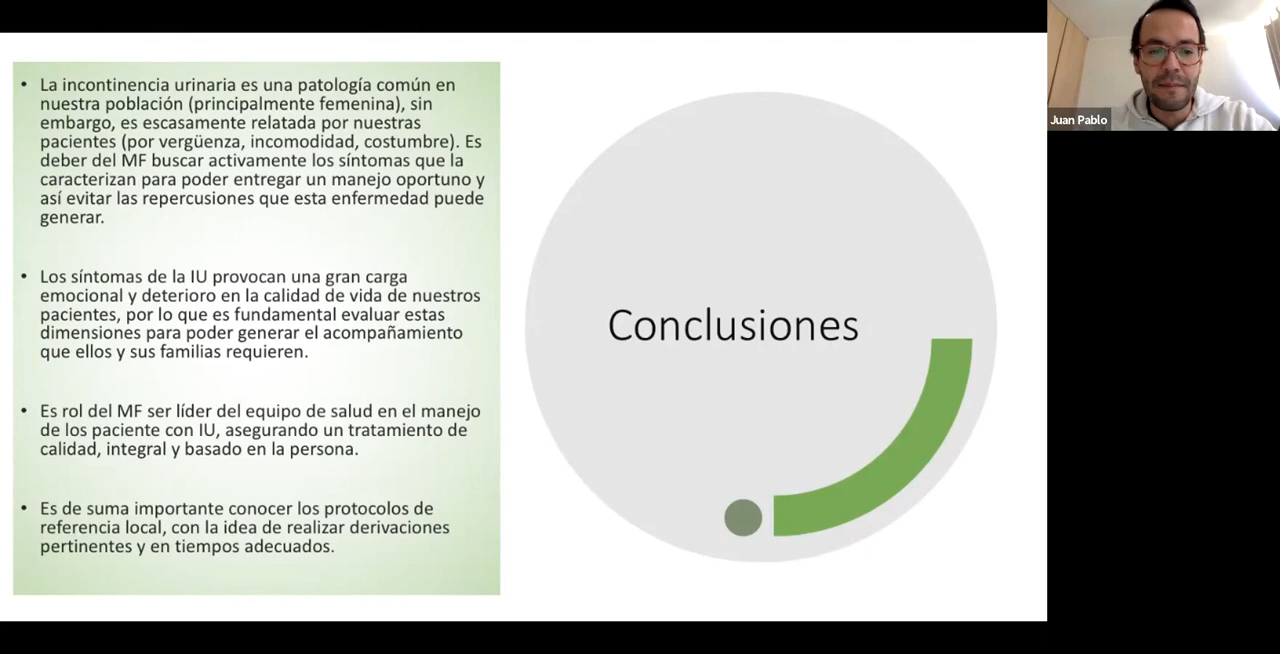 • La incontinencia urinaria es una patología común en
nuestra población (principalmente femenina), sin
embargo, es escasamente relatada por nuestras
pacientes (por vergüenza, incomodidad, costumbre). Es
deber del MF buscar activamente los síntomas que la
caracterizan para poder entregar un manejo oportuno y
así evitar las repercusiones que esta enfermedad puede
generar.
• Los síntomas de la IU provocan una gran carga
emocional y deterioro en la calidad de vida de nuestros
pacientes, por lo que es fundamental evaluar estas
dimensiones para poder generar el acompañamiento
que ellos y sus familias requieren.
• Es rol del MF ser líder del equipo de salud en el manejo
de los paciente con IU, asegurando un tratamiento de
calidad, integral y basado en la persona.
• Es de suma importante conocer los protocolos de
referencia local, con la idea de realizar derivaciones
pertinentes y en tiempos adecuados.
Conclusiones
Juan Pablo